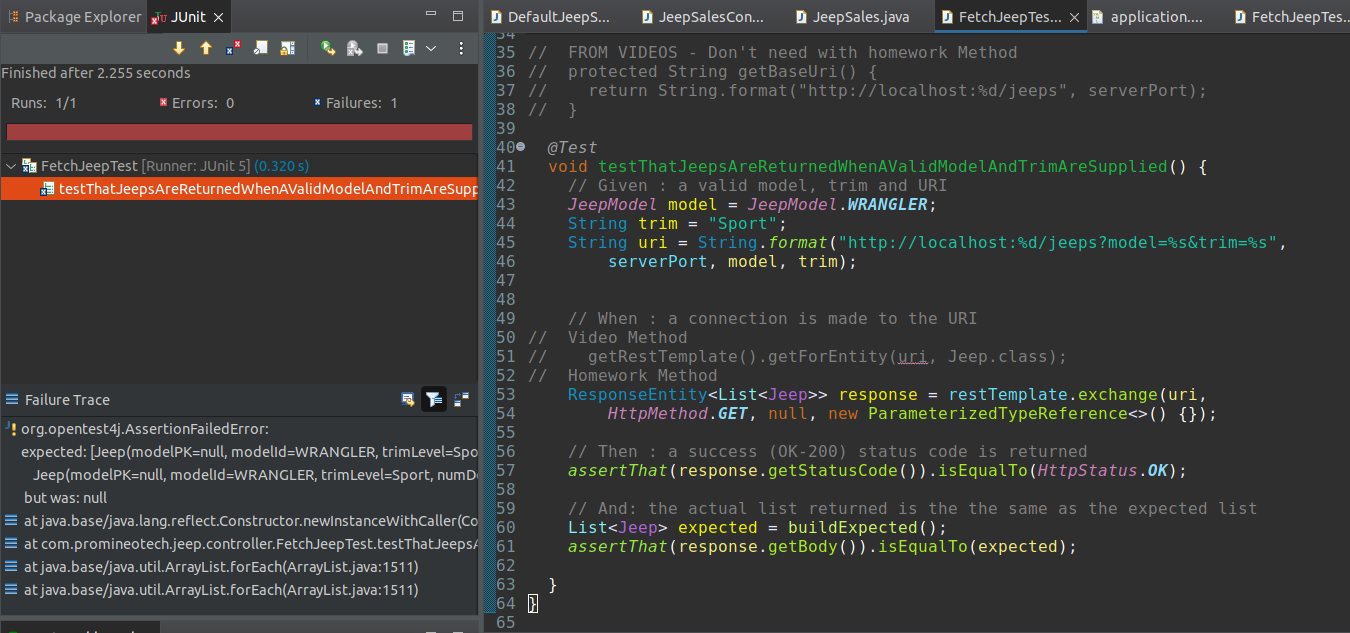 Package Explorer
JUnit
Finished after 2.255 seconds
Runs: 1/1
Errors: 0
Failures: 1
FetchJeepTest [Runner: JUnit 5] (0.320 s)
testThatJeepsAreReturnedWhenAValidModelAndTrimAreSupp
Failure Trace
org.opentest4j.AssertionFailedError:
expected: [Jeep(modelPK=null, modelId=WRANGLER, trimLevel=Spo
Jeep(modelPK=null, modelId=WRANGLER, trimLevel=Sport, numDo
but was: null
at java.base/java.lang.reflect.Constructor.newInstanceWithCaller(Co
at com.promineotech.jeep.controller.FetchJeepTest.testThatJeepsA
at java.base/java.util.ArrayList.forEach(ArrayList.java:1511)
at java.base/java.util.ArrayList.forEach(ArrayList.java:1511)
DefaultJeepS...
JeepSalesCon...
JeepSales.java
FetchJeepTes...
application....
FetchJeepTes..
34
35 //  FROM VIDEOS - Don't need with homework Method
36 //  protected String getBaseUri() {
37 //    return String.format("http://localhost:%d/jeeps", serverPort);
38 //  }
39
40   @Test
41   void testThatJeepsAreReturnedWhenAValidModelAndTrimAreSupplied() {
42     // Given : a valid model, trim and URI
43     JeepModel model = JeepModel.WRANGLER;
44     String trim = "Sport";
45     String uri = String.format("http://localhost:%d/jeeps?model=%s&trim=%s",
46         serverPort, model, trim);
47
48
49     // When : a connection is made to the URI
50 //  Video Method
51 //    getRestTemplate().getForEntity(uri, Jeep.class);
52 //  Homework Method
53     ResponseEntity<List<Jeep>> response = restTemplate.exchange(uri,
54         HttpMethod.GET, null, new ParameterizedTypeReference<>() {});
55
56     // Then : a success (OK-200) status code is returned
57     assertThat(response.getStatusCode()).isEqualTo(HttpStatus.OK);
58
59     // And: the actual list returned is the the same as the expected list
60     List<Jeep> expected = buildExpected();
61     assertThat(response.getBody()).isEqualTo(expected);
62
63   }
64 }
65